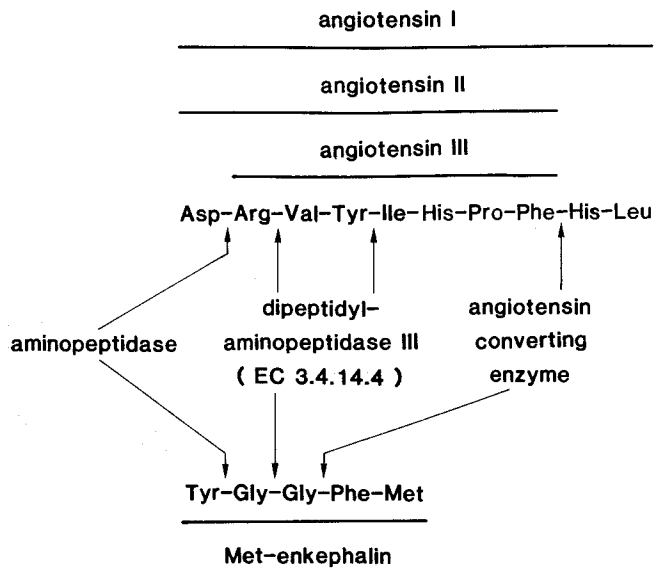 angiotensin I
angiotensin II
angiotensin III
Asp-Arg-Val-Tyr-Ile-His-Pro-Phe-His-Leu
aminopeptidase
dipeptidyl-
aminopeptidase III
( EC 3.4.14.4 )
angiotensin
converting
enzyme
Tyr-Gly-Gly-Phe-Met
Met-enkephalin